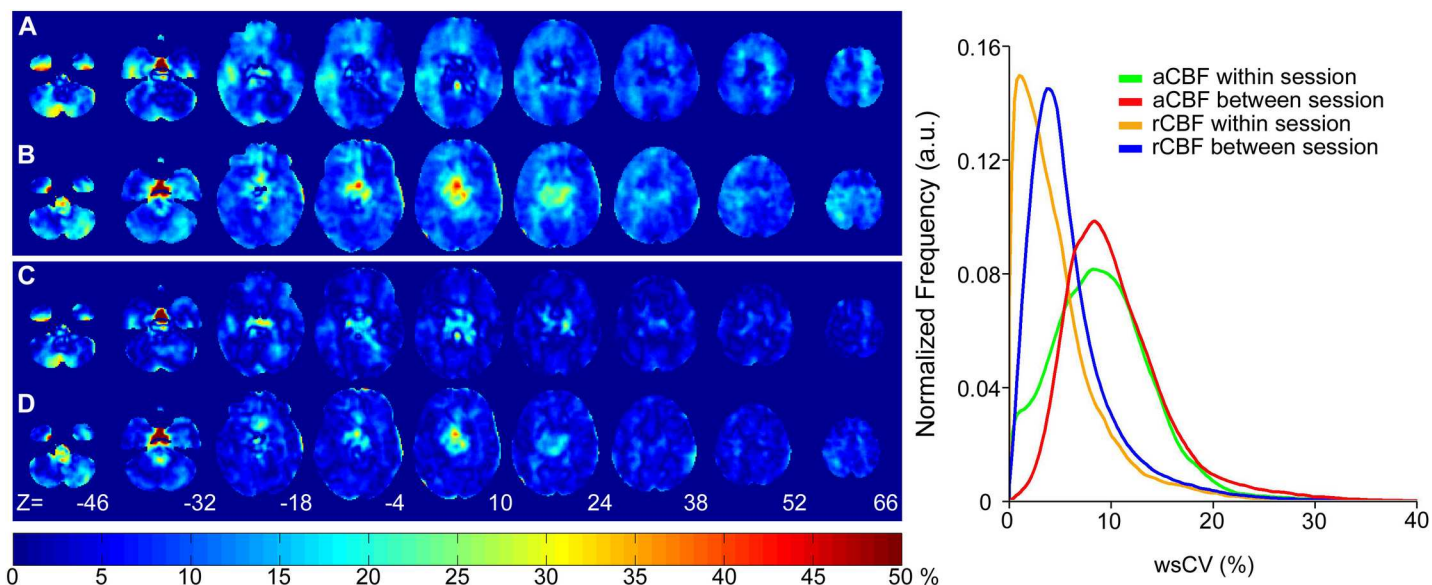 A
B
C
D
Z= -46 -32 -18 -4 10 24 38 52 66
0 5 10 15 20 25 30 35 40 45 50 %
Normalized Frequency (a.u.)
0.16
0.12
0.08
0.04
0
aCBF within session
aCBF between session
rCBF within session
rCBF between session
0 10 20 30 40
wsCV (%)